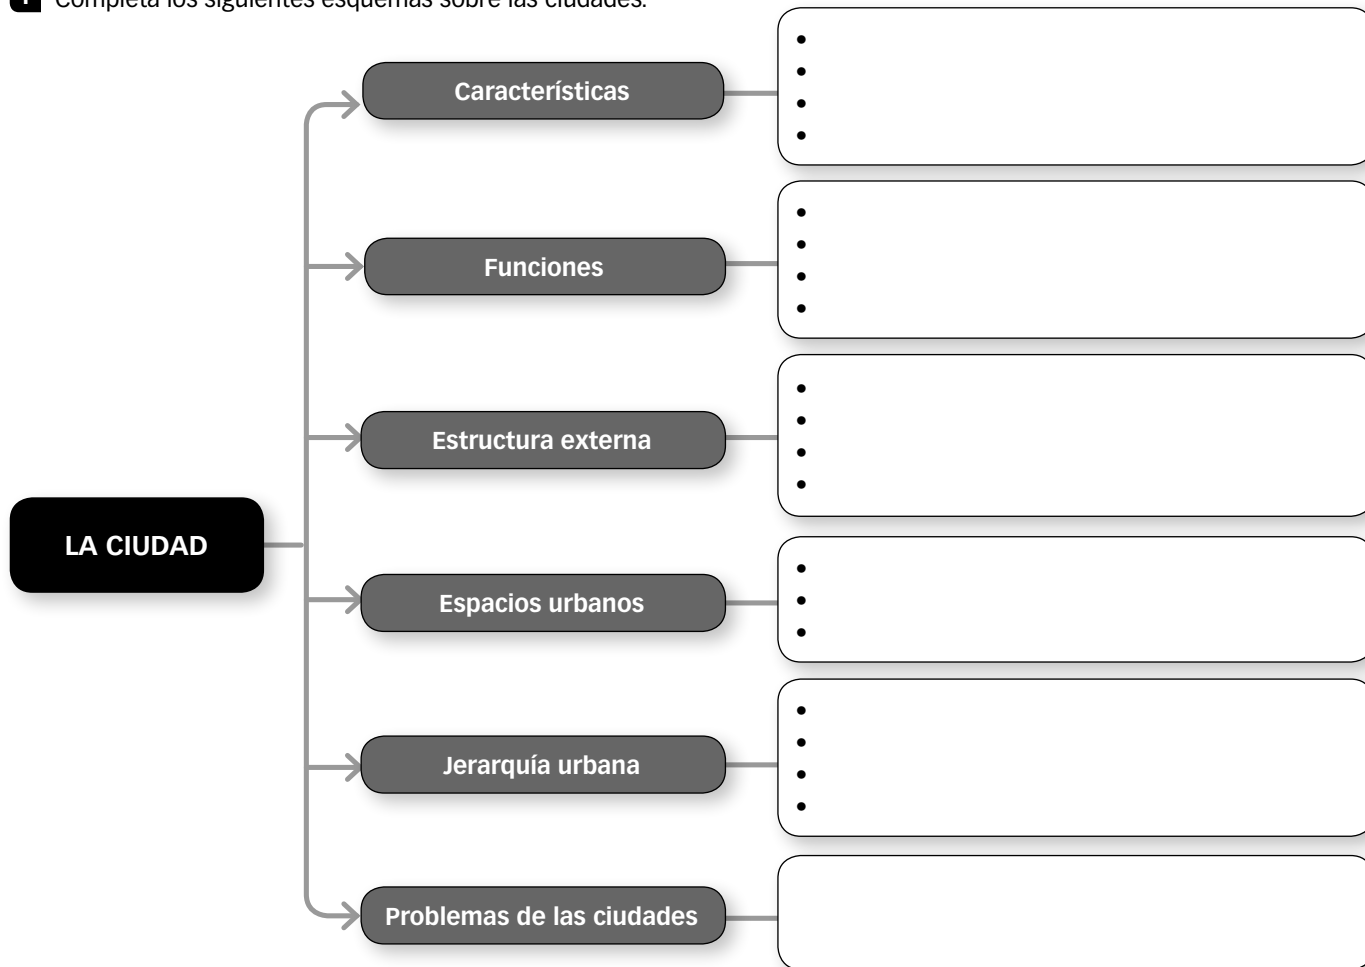 1 Completa los siguientes esquemas sobre las ciudades.
Características
Funciones
Estructura externa
LA CIUDAD
Espacios urbanos
Jerarquía urbana
Problemas de las ciudades